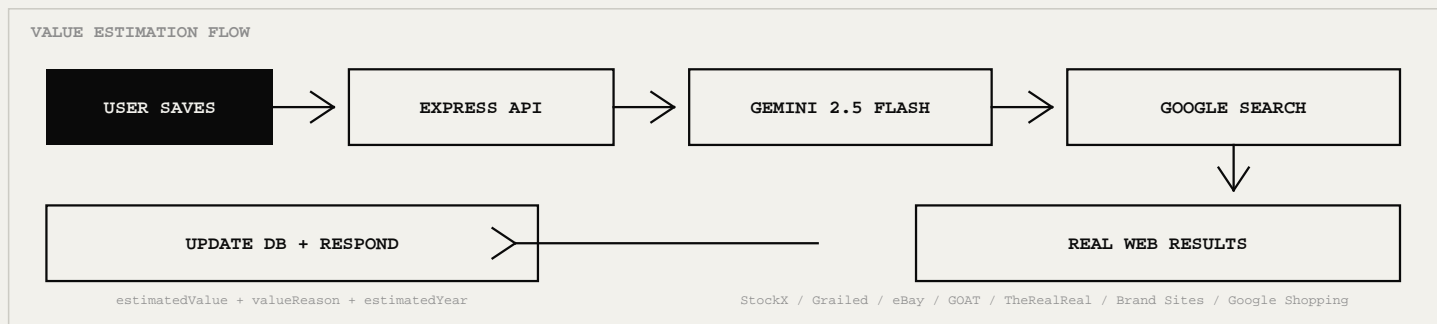 VALUE ESTIMATION FLOW
USER SAVES
EXPRESS API
GEMINI 2.5 FLASH
GOOGLE SEARCH
UPDATE DB + RESPOND
REAL WEB RESULTS
estimatedValue + valueReason + estimatedYear
StockX / Grailed / eBay / GOAT / TheRealReal / Brand Sites / Google Shopping